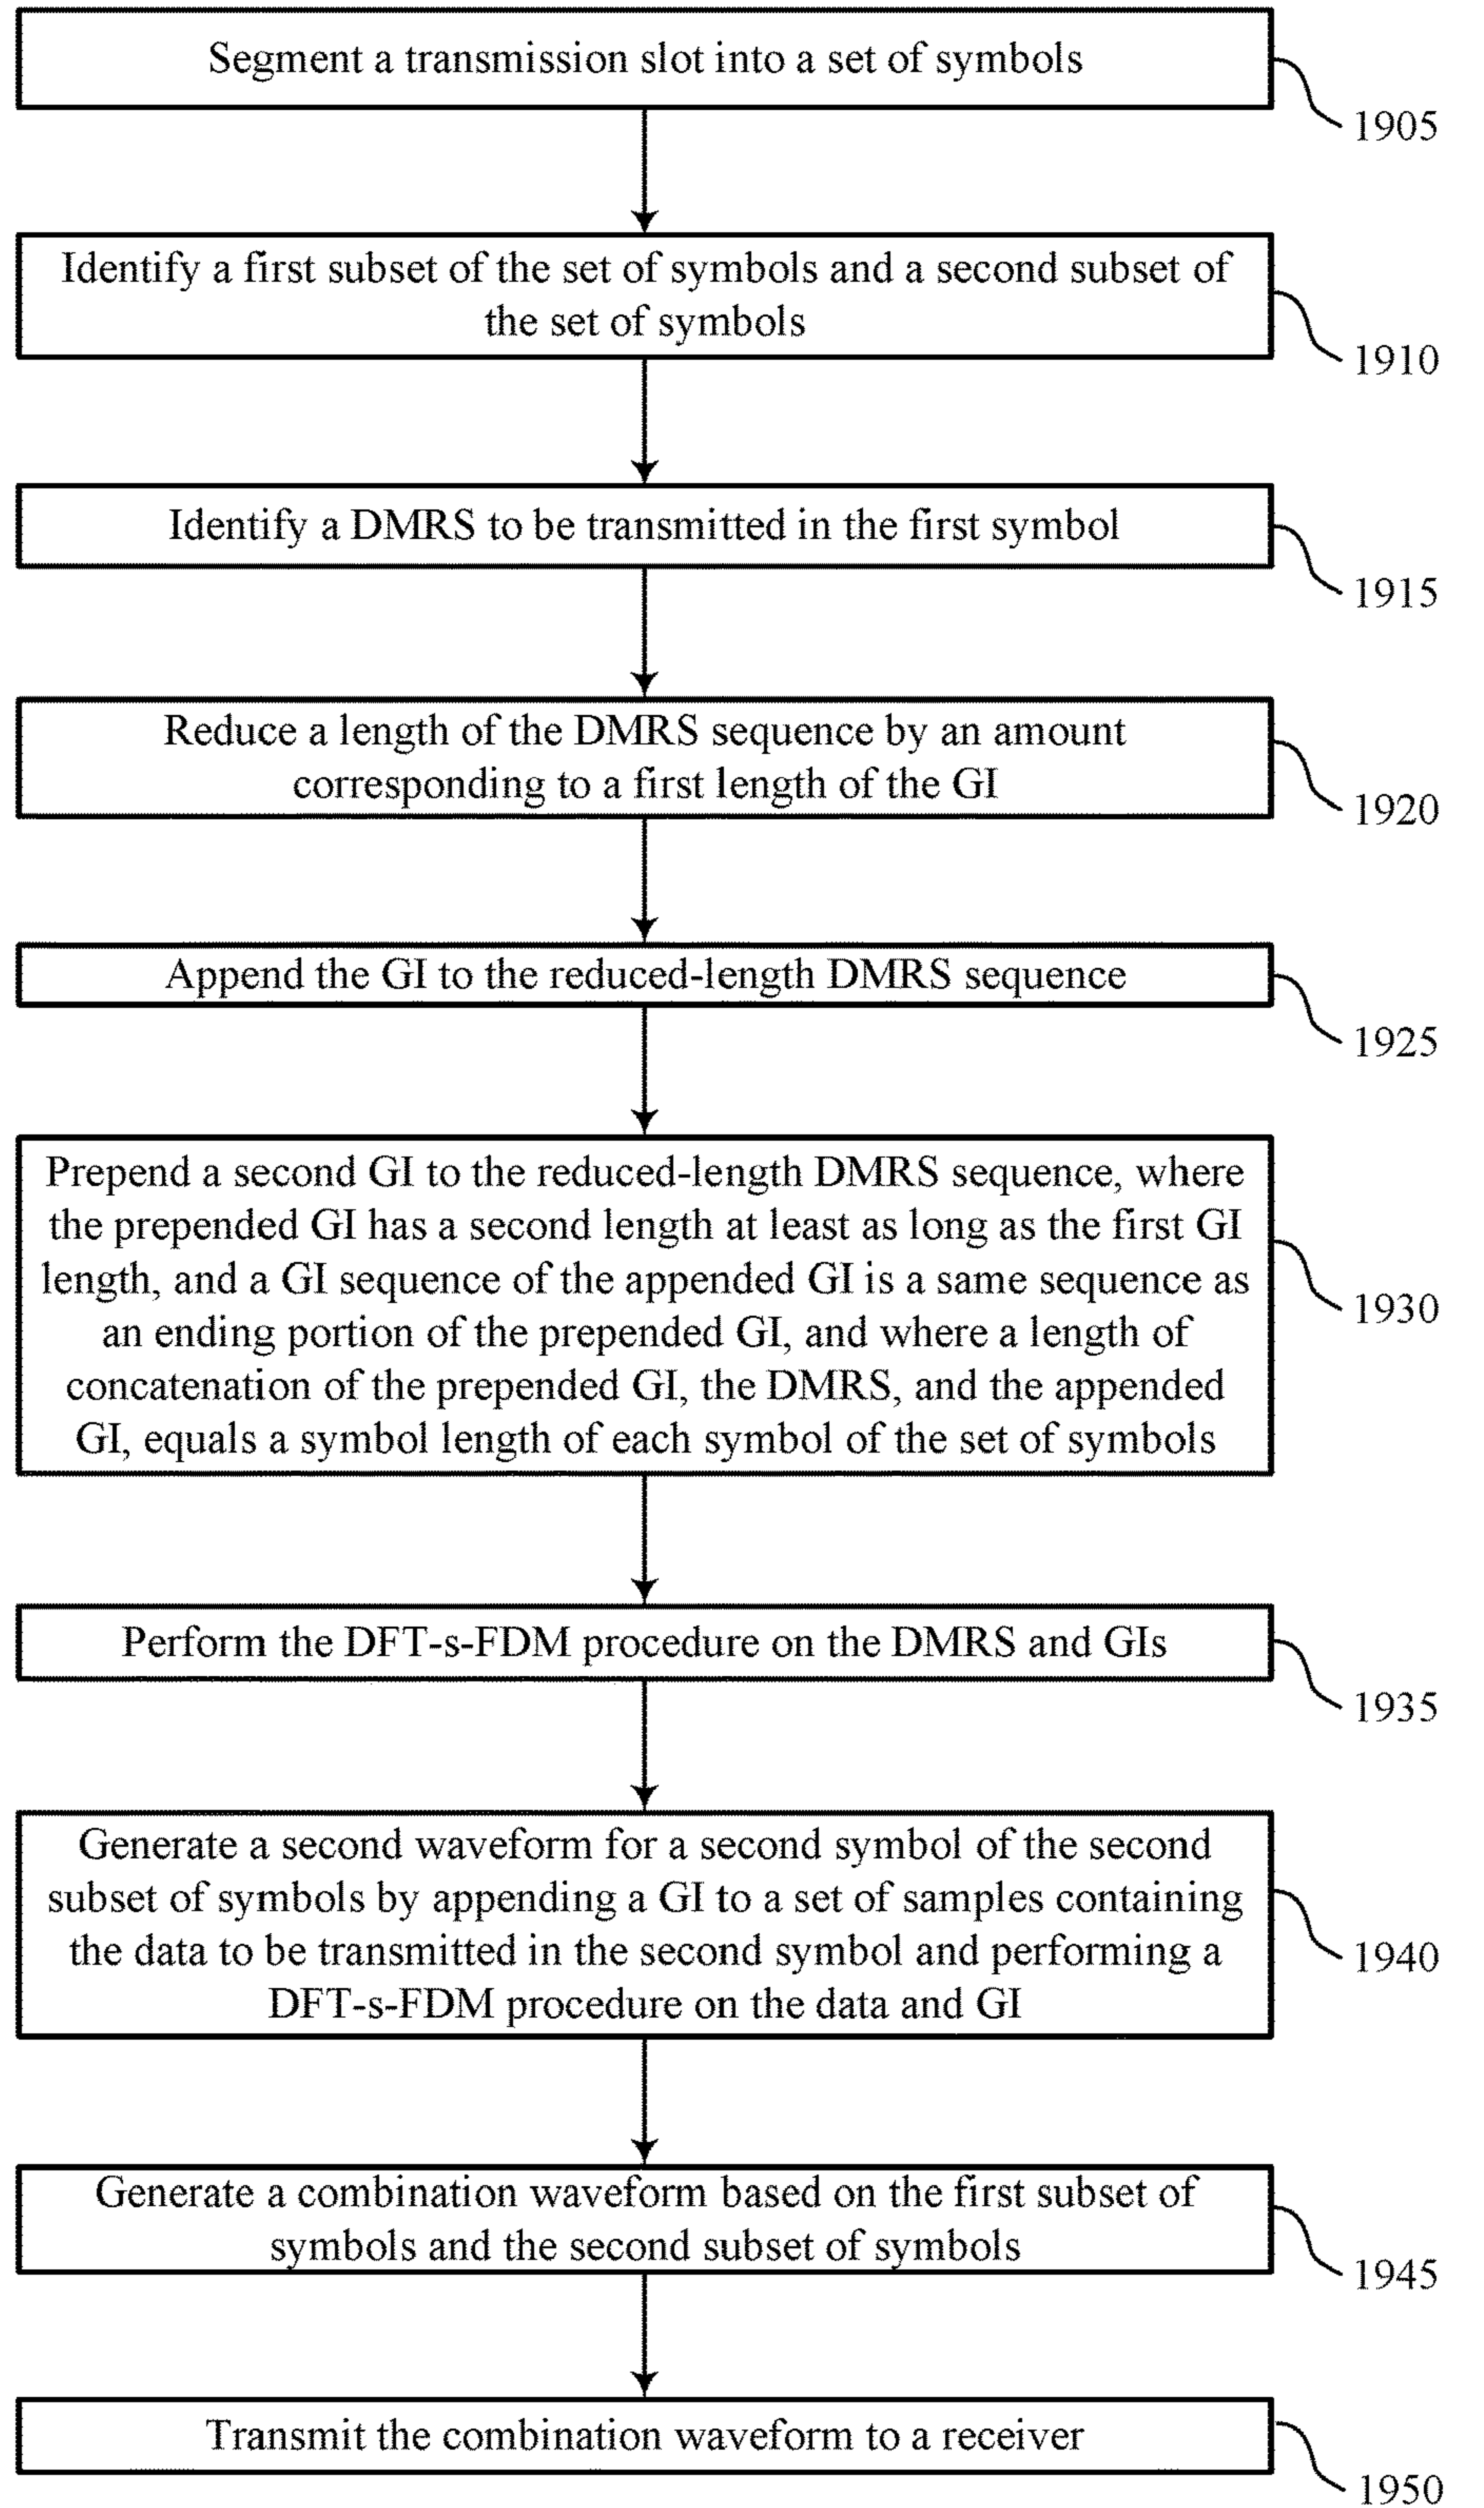 Segment a transmission slot into a set of symbols
1905
Identify a first subset of the set of symbols and a second subset of
the set of symbols
1910
Identify a DMRS to be transmitted in the first symbol
1915
Reduce a length of the DMRS sequence by an amount
corresponding to a first length of the GI
1920
Append the GI to the reduced-length DMRS sequence
1925
Prepend a second GI to the reduced-length DMRS sequence, where
the prepended GI has a second length at least as long as the first GI
length, and a GI sequence of the appended GI is a same sequence as
an ending portion of the prepended GI, and where a length of
concatenation of the prepended GI, the DMRS, and the appended
GI, equals a symbol length of each symbol of the set of symbols
1930
Perform the DFT-s-FDM procedure on the DMRS and GIs
1935
Generate a second waveform for a second symbol of the second
subset of symbols by appending a GI to a set of samples containing
the data to be transmitted in the second symbol and performing a
DFT-s-FDM procedure on the data and GI
1940
Generate a combination waveform based on the first subset of
symbols and the second subset of symbols
1945
Transmit the combination waveform to a receiver
1950